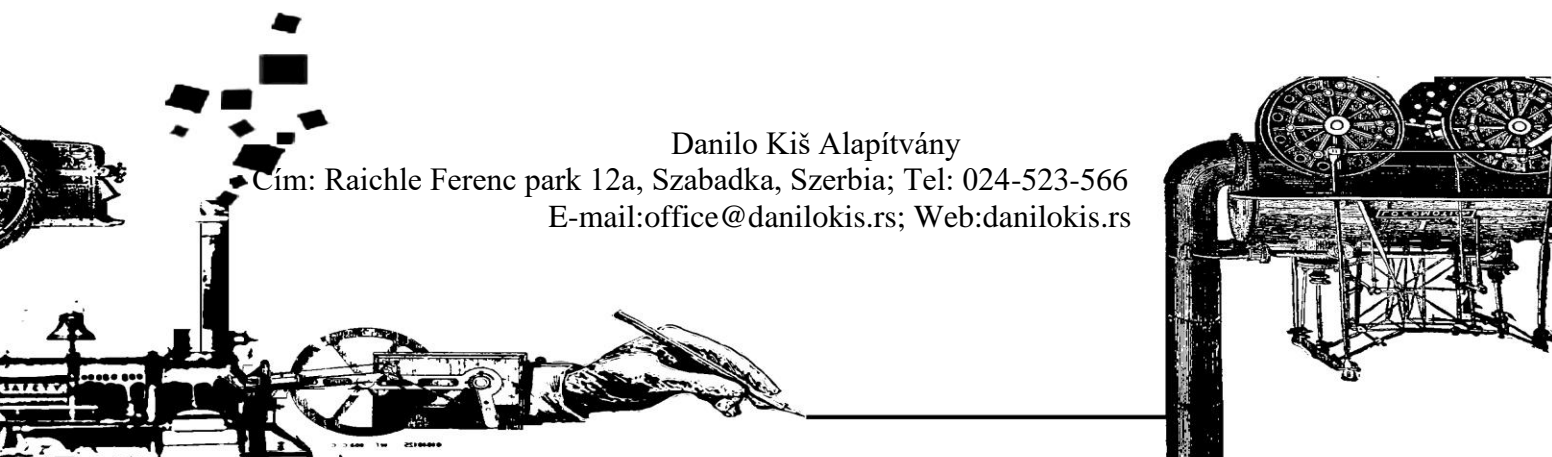 Danilo Kiš Alapítvány
Cím: Raichle Ferenc park 12a, Szabadka, Szerbia; Tel: 024-523-566
E-mail:office@danilokis.rs; Web:danilokis.rs